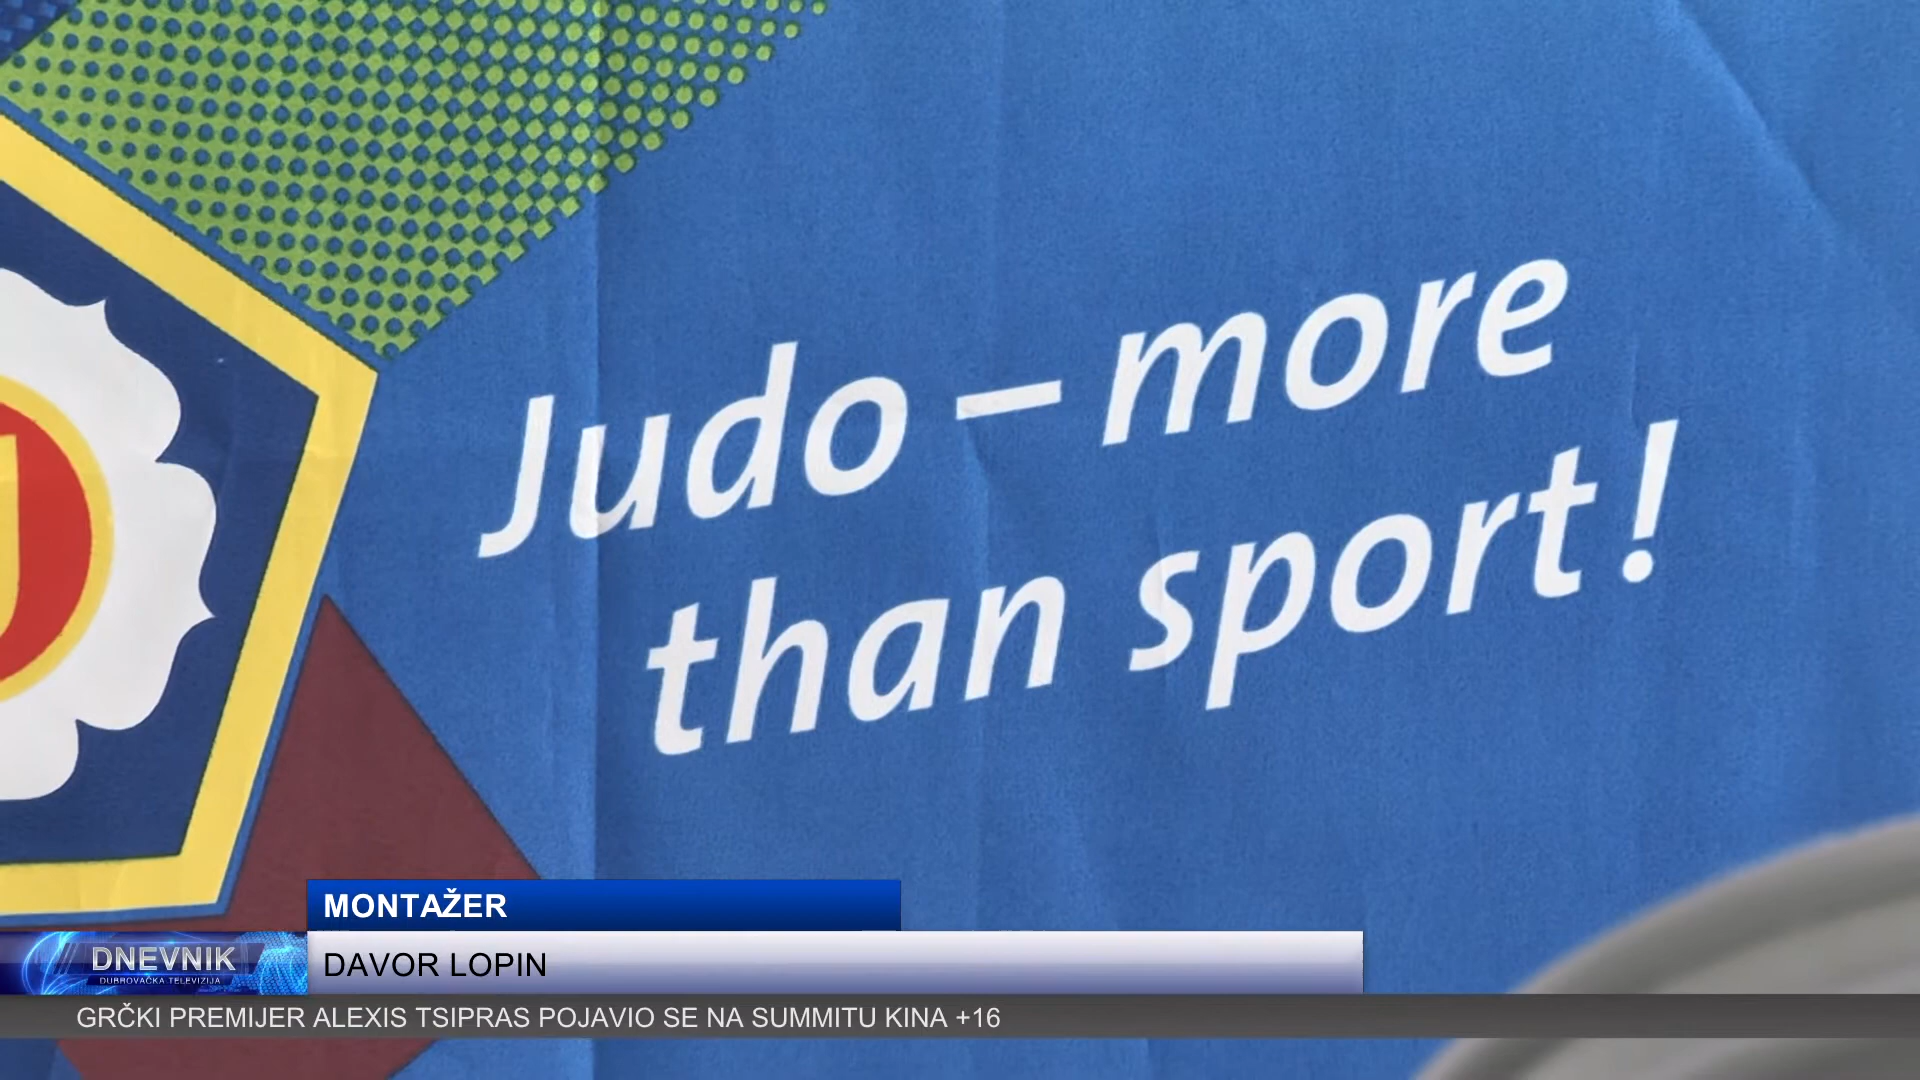 Judo – more
than sport!
MONTAŽER
DNEVNIK
DUBROVAČKA TELEVIZIJA
DAVOR LOPIN
GRČKI PREMIJER ALEXIS TSIPRAS POJAVIO SE NA SUMMITU KINA +16